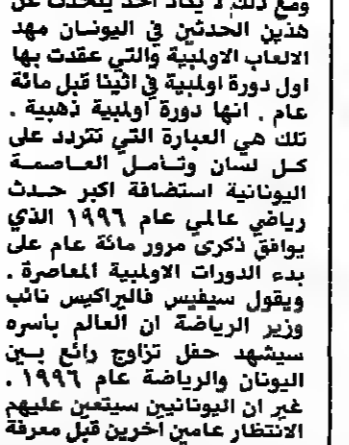 ومع ذلك لا يكاد احد يتحدث عن
هذين الحدثين في اليونان مهد
الالعاب الاولمبية والتي عقدت بها
اول دورة اولمبية في اثينا قبل مائة
عام . انها دورة اولمبية ذهبية .
تلك هي العبارة التي تتردد على
كل لسان وتأمل العاصمة
اليونانية استضافة اكبر حدث
رياضي عالمي عام ١٩٩٦ الذي
يوافق ذكرى مرور مائة عام على
بدء الدورات الاولمبية المعاصرة .
ويقول سيفيس فاليراكيس نائب
وزير الرياضة ان العالم بأسره
سيشهد حفل تزاوج رائع بين
اليونان والرياضة عام ١٩٩٦ .
غير ان اليونانيين سيتعين عليهم
الانتظار عامين آخرين قبل معرفة